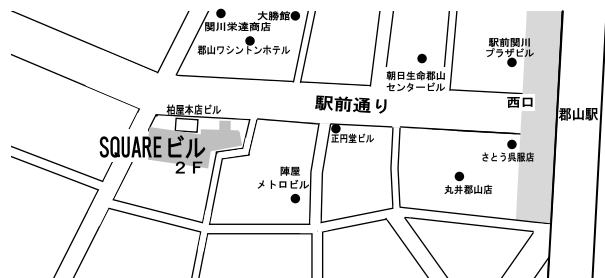 関川栄達商店
大勝館
郡山ワシントンホテル
駅前関川
プラザビル
朝日生命郡山
センタービル
駅前通り
西口
郡山駅
柏屋本店ビル
正円堂ビル
SQUAREビル
2F
さとう呉服店
陣屋
メトロビル
丸井郡山店